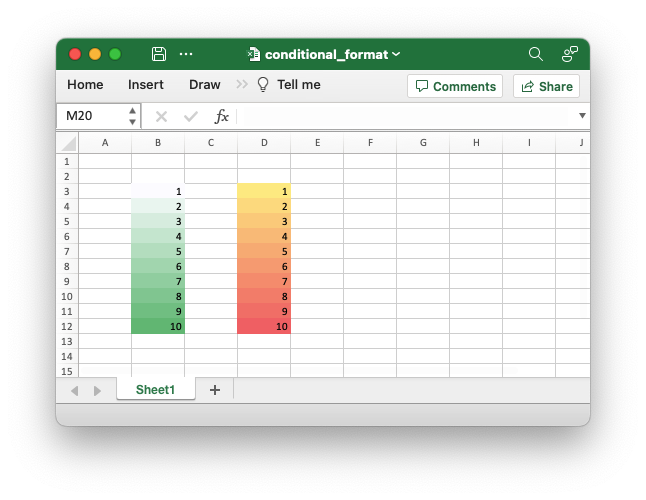 conditional_format
Home Insert Draw Tell me Comments Share
M20 fx
A B C D E F G H I J
1
2
3 1 1
4 2 2
5 3 3
6 4 4
7 5 5
8 6 6
9 7 7
10 8 8
11 9 9
12 10 10
13
14
15
Sheet1 +